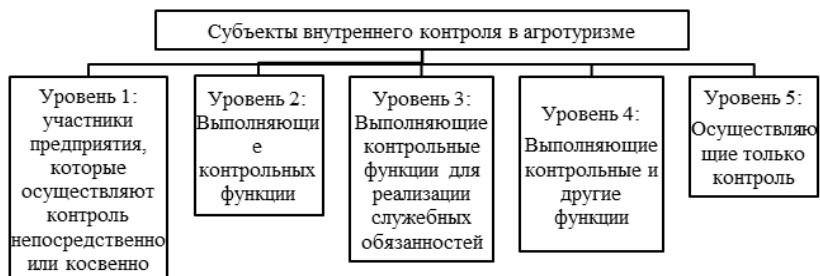 Субъекты внутреннего контроля в агротуризме
Уровень 1:
участники
предприятия,
которые
осуществляют
контроль
непосредственно
или косвенно
Уровень 2:
Выполняющи
е
контрольных
функции
Уровень 3:
Выполняющие
контрольные
функции для
реализации
служебных
обязанностей
Уровень 4:
Выполняющие
контрольные и
другие
функции
Уровень 5:
Осуществляю
щие только
контроль